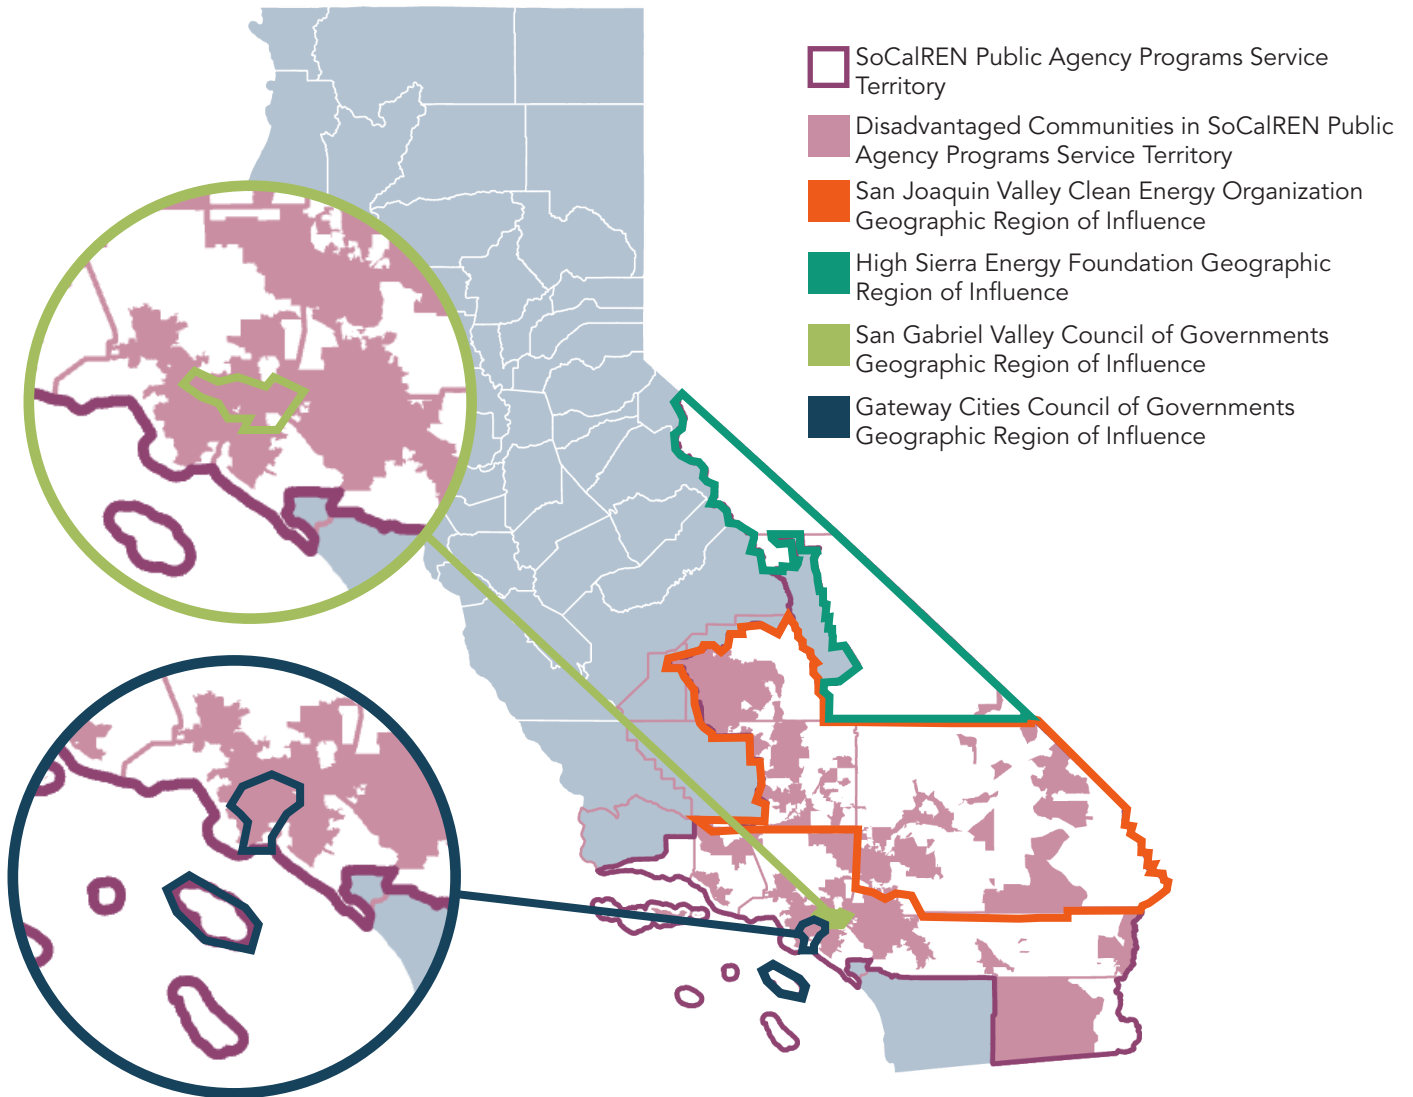 SoCalREN Public Agency Programs Service
Territory
Disadvantaged Communities in SoCalREN Public
Agency Programs Service Territory
San Joaquin Valley Clean Energy Organization
Geographic Region of Influence
High Sierra Energy Foundation Geographic
Region of Influence
San Gabriel Valley Council of Governments
Geographic Region of Influence
Gateway Cities Council of Governments
Geographic Region of Influence